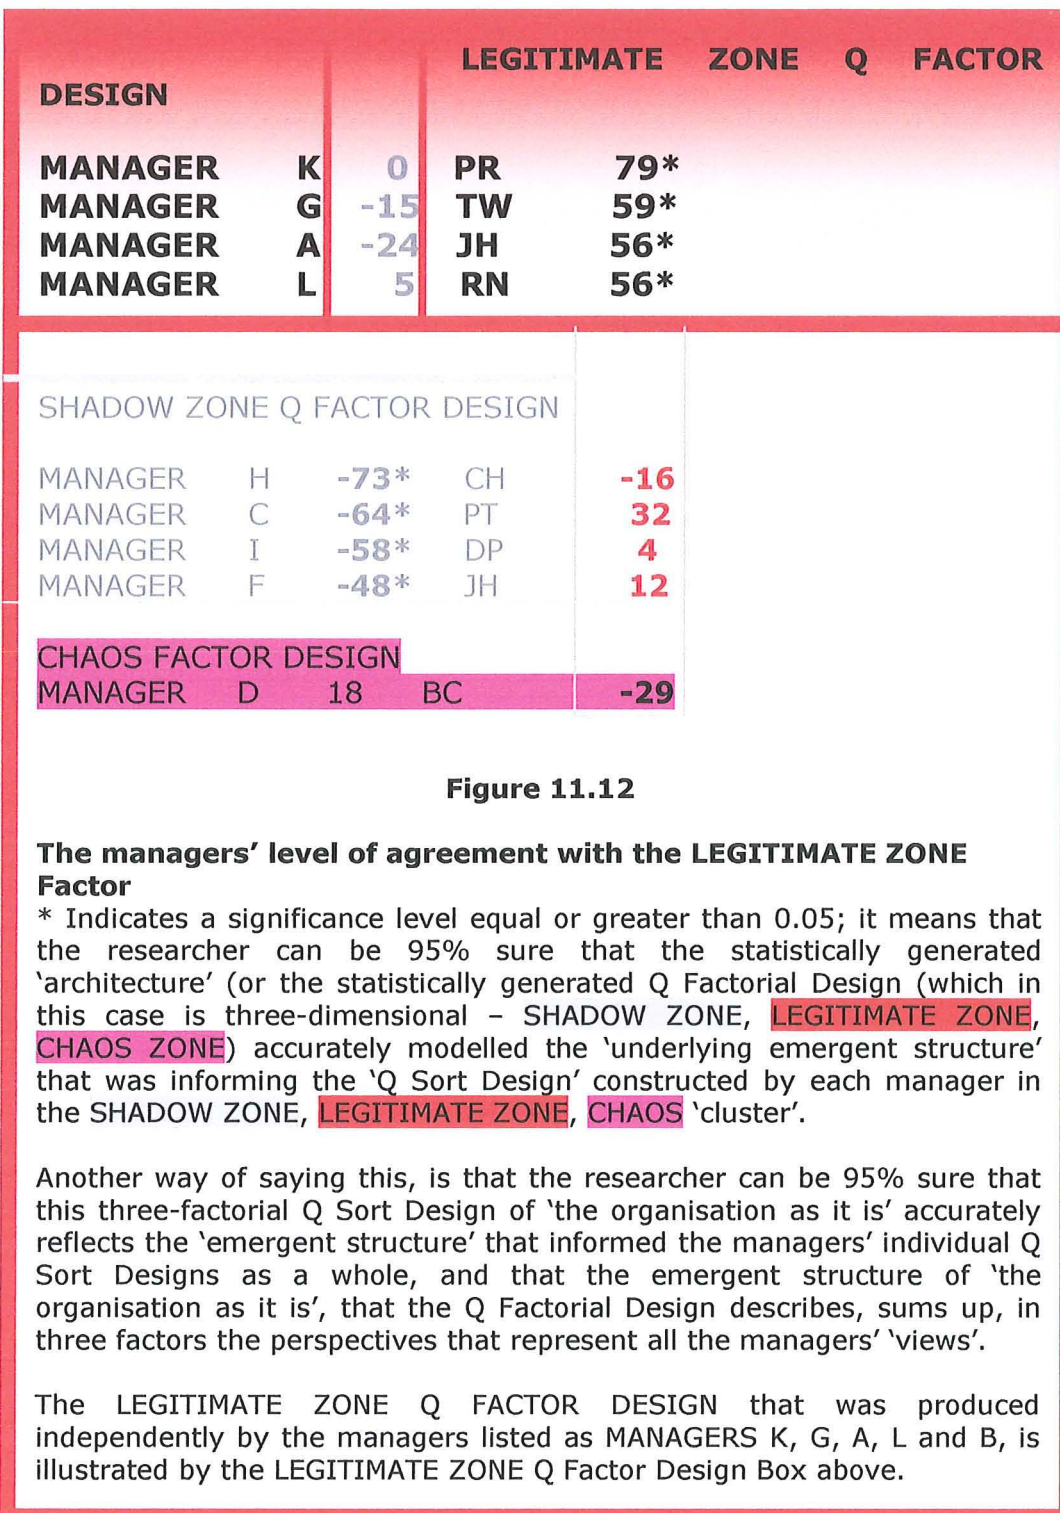 LEGITIMATE ZONE Q FACTOR
DESIGN
MANAGER K 0 PR 79*
MANAGER G -15 TW 59*
MANAGER A -24 JH 56*
MANAGER L 5 RN 56*
SHADOW ZONE Q FACTOR DESIGN
MANAGER H -73* CH -16
MANAGER C -64* PT 32
MANAGER I -58* DP 4
MANAGER F -48* JH 12
CHAOS FACTOR DESIGN
MANAGER D 18 BC -29
Figure 11.12
The managers’ level of agreement with the LEGITIMATE ZONE
Factor
* Indicates a significance level equal or greater than 0.05; it means that
the researcher can be 95% sure that the statistically generated
‘architecture’ (or the statistically generated Q Factorial Design (which in
this case is three-dimensional – SHADOW ZONE, LEGITIMATE ZONE,
CHAOS ZONE) accurately modelled the ‘underlying emergent structure’
that was informing the ‘Q Sort Design’ constructed by each manager in
the SHADOW ZONE, LEGITIMATE ZONE, CHAOS ‘cluster’.
Another way of saying this, is that the researcher can be 95% sure that
this three-factorial Q Sort Design of ‘the organisation as it is’ accurately
reflects the ‘emergent structure’ that informed the managers’ individual Q
Sort Designs as a whole, and that the emergent structure of ‘the
organisation as it is’, that the Q Factorial Design describes, sums up, in
three factors the perspectives that represent all the managers’ ‘views’.
The LEGITIMATE ZONE Q FACTOR DESIGN that was produced
independently by the managers listed as MANAGERS K, G, A, L and B, is
illustrated by the LEGITIMATE ZONE Q Factor Design Box above.